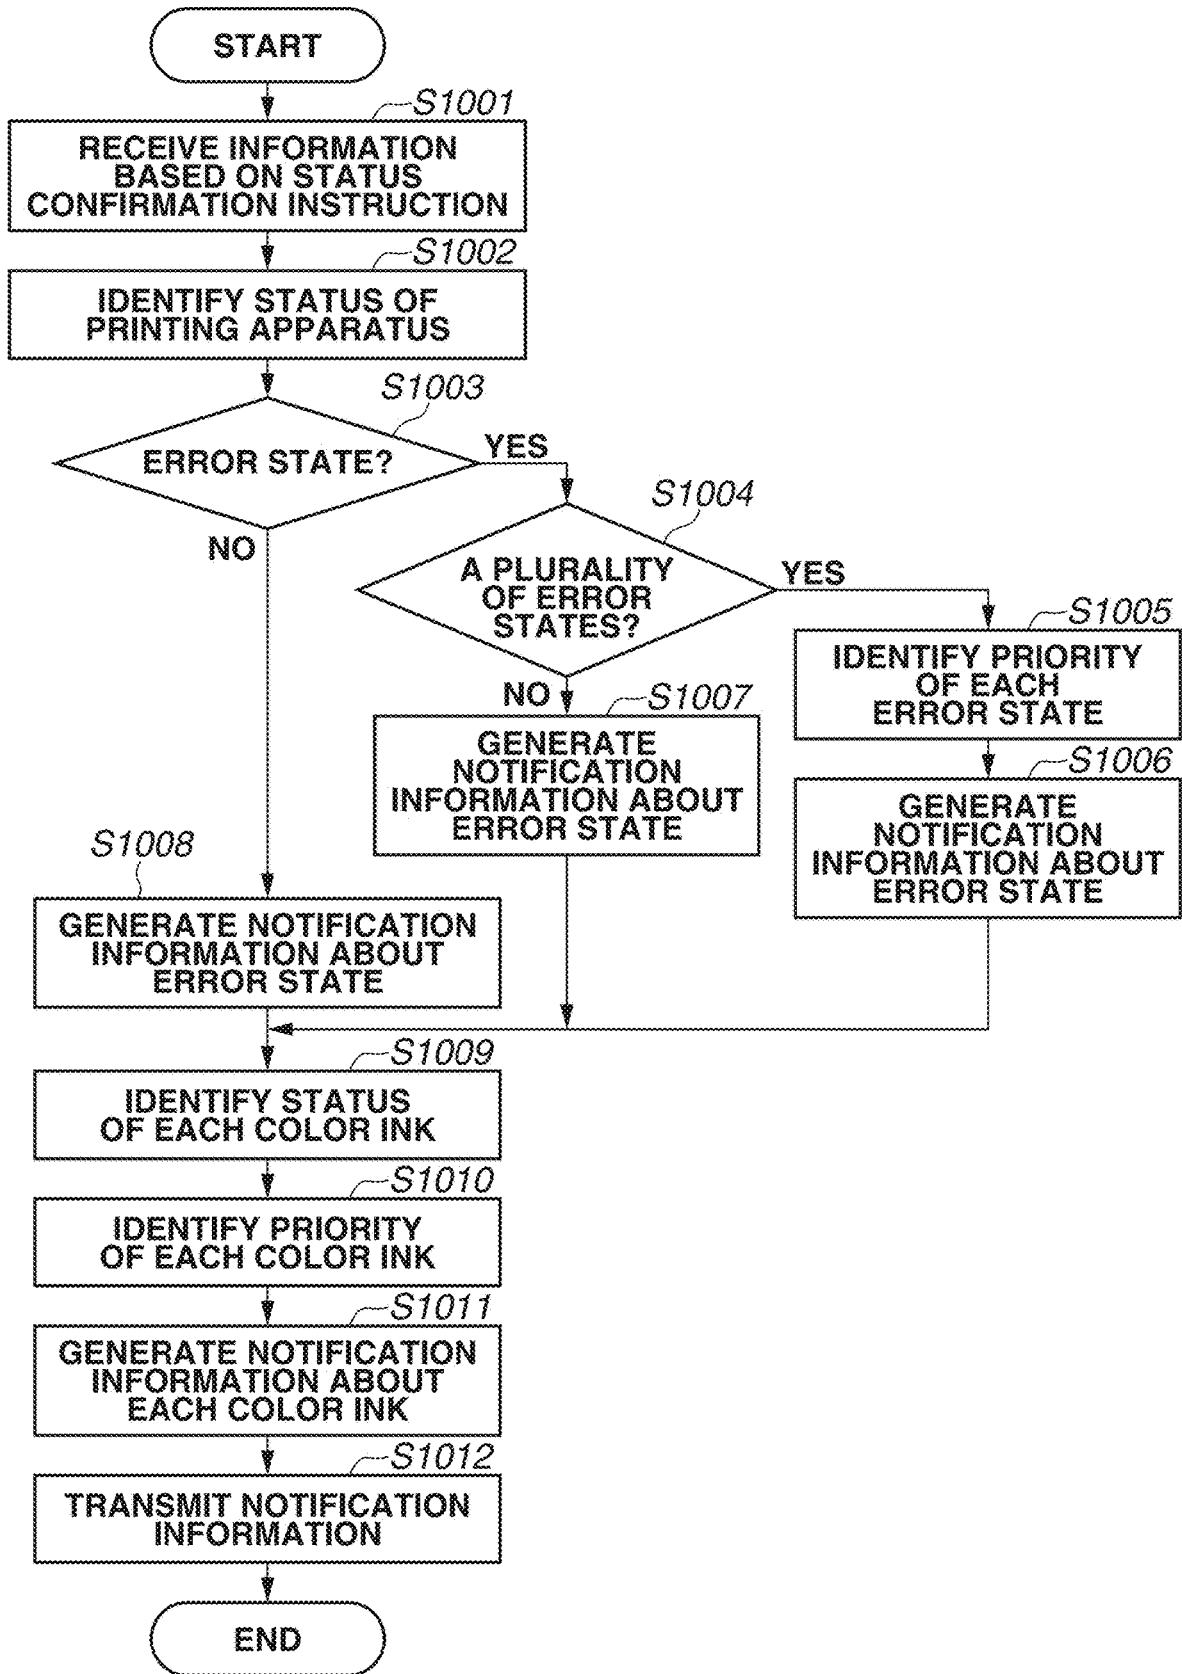 START
S1001
RECEIVE INFORMATION
BASED ON STATUS
CONFIRMATION INSTRUCTION
S1002
IDENTIFY STATUS OF
PRINTING APPARATUS
S1003
ERROR STATE?
YES
NO
S1004
A PLURALITY
OF ERROR
STATES?
YES
NO
S1005
IDENTIFY PRIORITY
OF EACH
ERROR STATE
S1007
GENERATE
NOTIFICATION
INFORMATION ABOUT
ERROR STATE
S1006
GENERATE
NOTIFICATION
INFORMATION ABOUT
ERROR STATE
S1008
GENERATE NOTIFICATION
INFORMATION ABOUT
ERROR STATE
S1009
IDENTIFY STATUS
OF EACH COLOR INK
S1010
IDENTIFY PRIORITY
OF EACH COLOR INK
S1011
GENERATE NOTIFICATION
INFORMATION ABOUT
EACH COLOR INK
S1012
TRANSMIT NOTIFICATION
INFORMATION
END